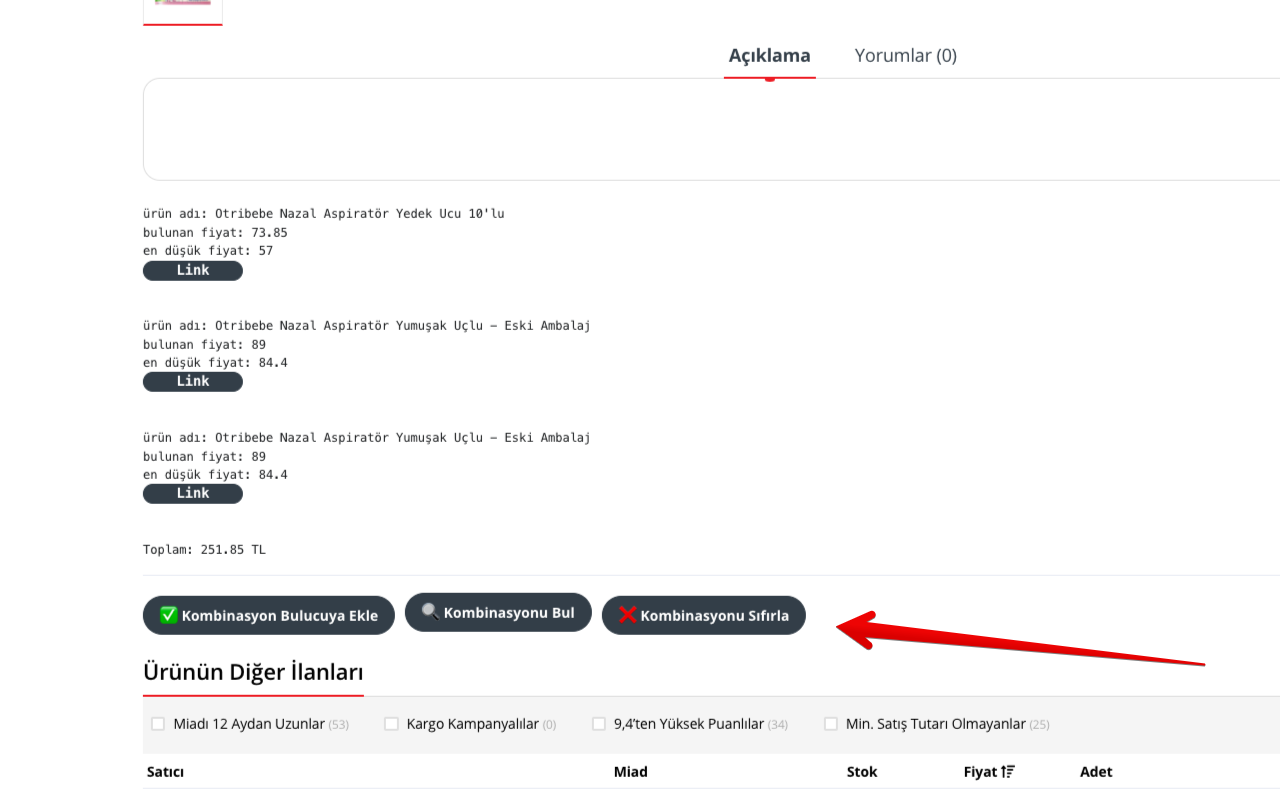 Açıklama Yorumlar (0)
ürün adı: Otribebe Nazal Aspiratör Yedek Ucu 10'lu
bulunan fiyat: 73.85
en düşük fiyat: 57
Link
ürün adı: Otribebe Nazal Aspiratör Yumuşak Uçlu – Eski Ambalaj
bulunan fiyat: 89
en düşük fiyat: 84.4
Link
ürün adı: Otribebe Nazal Aspiratör Yumuşak Uçlu – Eski Ambalaj
bulunan fiyat: 89
en düşük fiyat: 84.4
Link
Toplam: 251.85 TL
Kombinasyon Bulucuya Ekle Kombinasyonu Bul Kombinasyonu Sıfırla
Ürünün Diğer İlanları
Miadı 12 Aydan Uzunlar (53) Kargo Kampanyalılar (0) 9,4'ten Yüksek Puanlılar (34) Min. Satış Tutarı Olmayanlar (25)
Satıcı Miad Stok Fiyat Adet